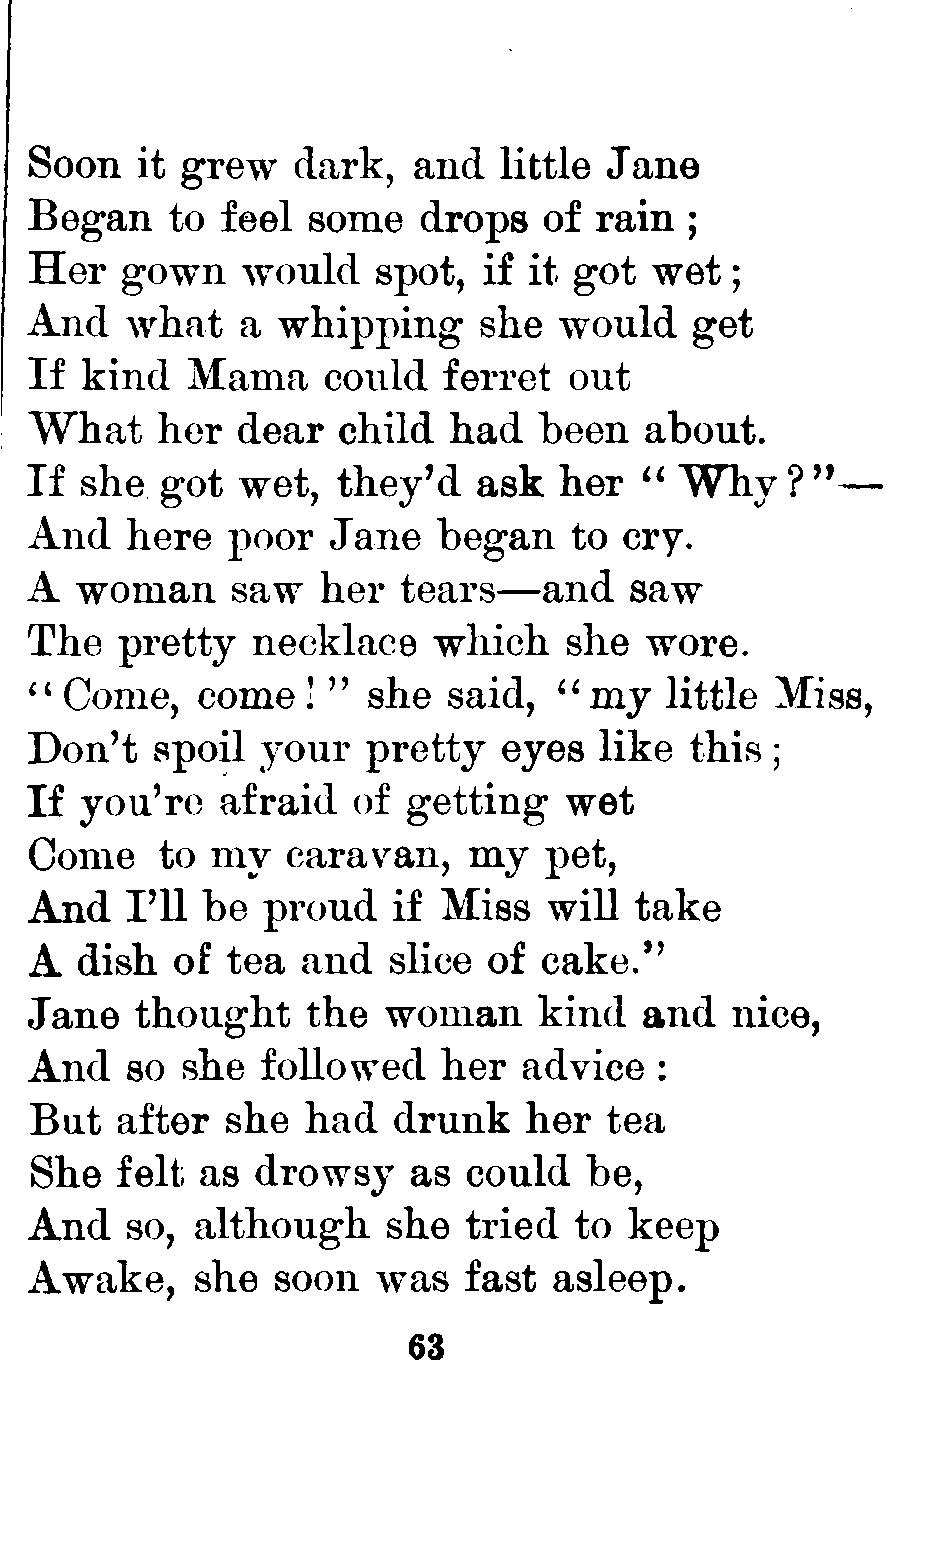 Soon it grew dark, and little Jane
Began to feel some drops of rain ;
Her gown would spot, if it got wet ;
And what a whipping she would get
If kind Mama could ferret out
What her dear child had been about.
If she got wet, they'd ask her “ Why ? ”—
And here poor Jane began to cry.
A woman saw her tears—and saw
The pretty necklace which she wore.
“ Come, come ! ” she said, “ my little Miss,
Don't spoil your pretty eyes like this ;
If you're afraid of getting wet
Come to my caravan, my pet,
And I'll be proud if Miss will take
A dish of tea and slice of cake.”
Jane thought the woman kind and nice,
And so she followed her advice :
But after she had drunk her tea
She felt as drowsy as could be,
And so, although she tried to keep
Awake, she soon was fast asleep.
63